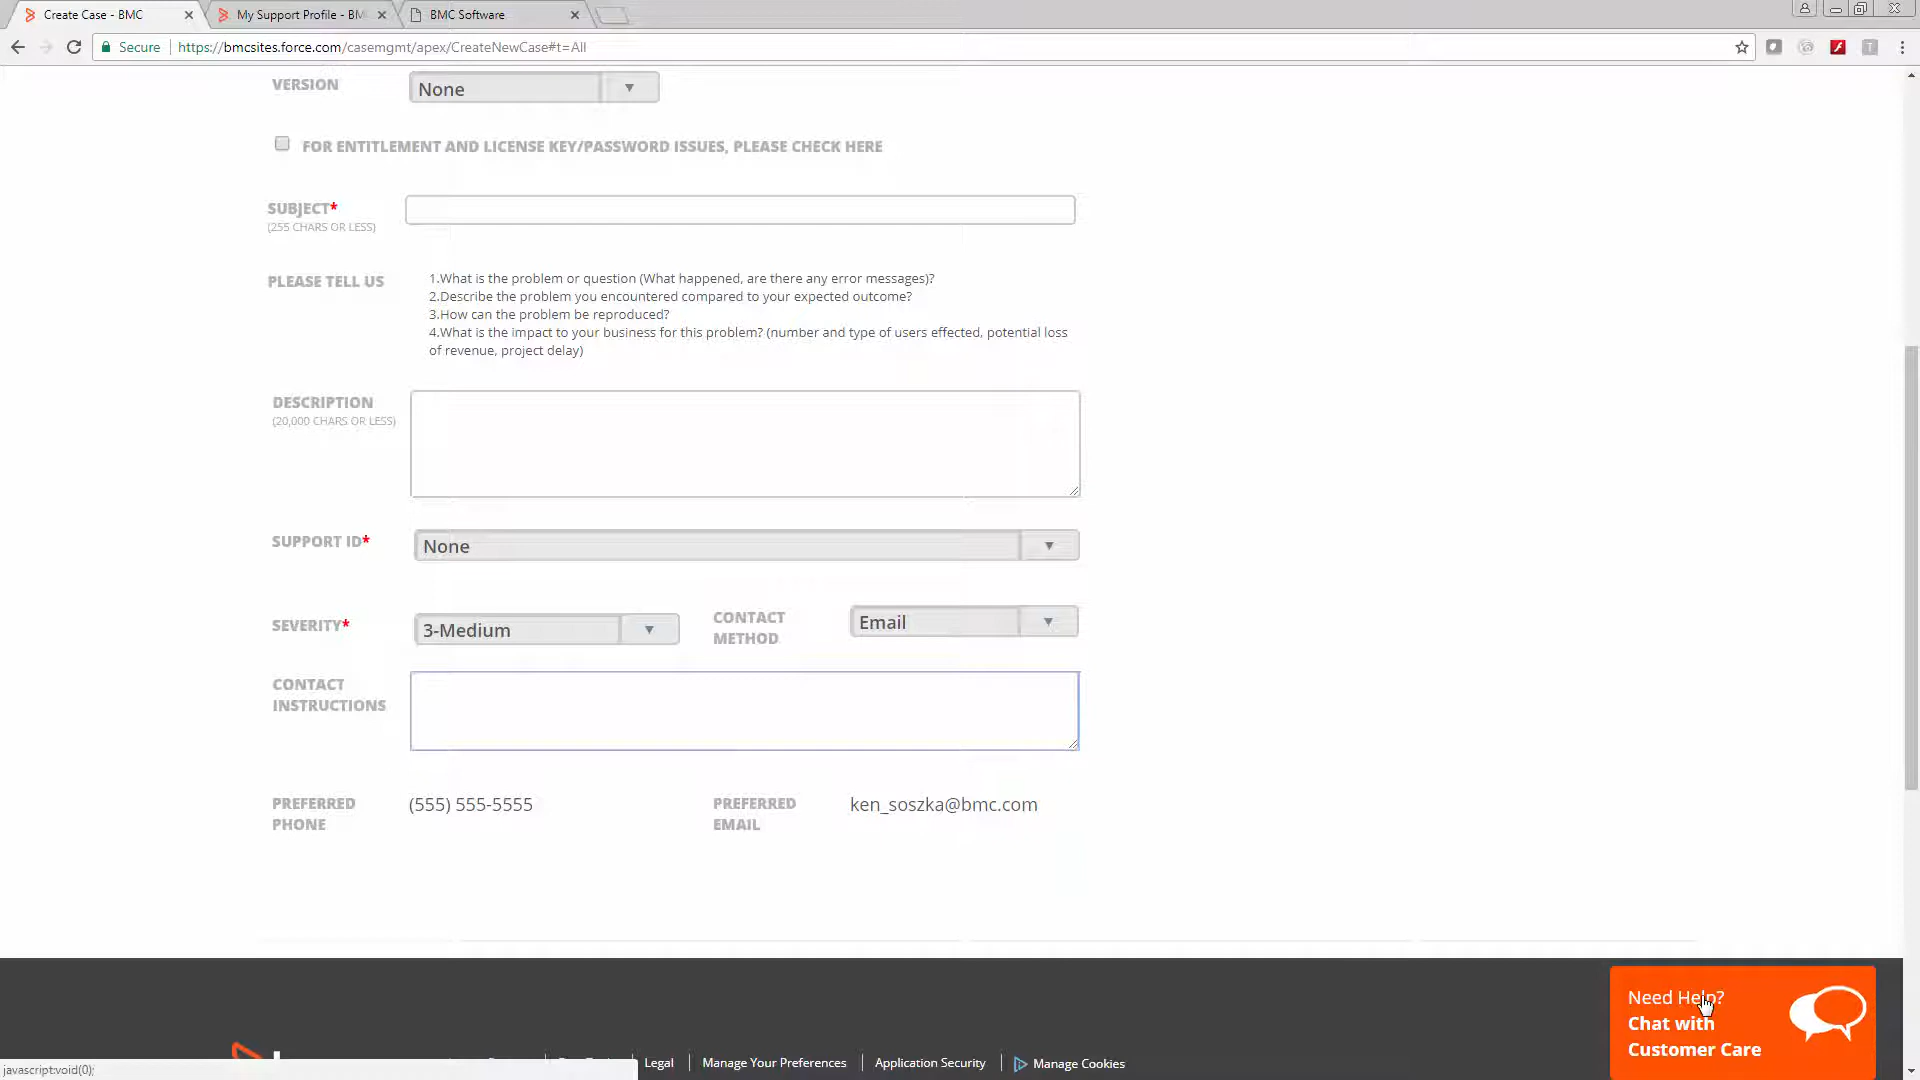 Create Case - BMC
My Support Profile - BM
BMC Software
Secure
https://bmcsites.force.com/casemgmt/apex/CreateNewCase#t=All
VERSION
None
FOR ENTITLEMENT AND LICENSE KEY/PASSWORD ISSUES, PLEASE CHECK HERE
SUBJECT*
(255 CHARS OR LESS)
PLEASE TELL US
1.What is the problem or question (What happened, are there any error messages)?
2.Describe the problem you encountered compared to your expected outcome?
3.How can the problem be reproduced?
4.What is the impact to your business for this problem? (number and type of users effected, potential loss
of revenue, project delay)
DESCRIPTION
(20,000 CHARS OR LESS)
SUPPORT ID*
None
SEVERITY*
3-Medium
CONTACT
METHOD
Email
CONTACT
INSTRUCTIONS
PREFERRED
PHONE
(555) 555-5555
PREFERRED
EMAIL
ken_soszka@bmc.com
Need Help?
Chat with
Customer Care
Legal
Manage Your Preferences
Application Security
Manage Cookies
javascript:void(0);